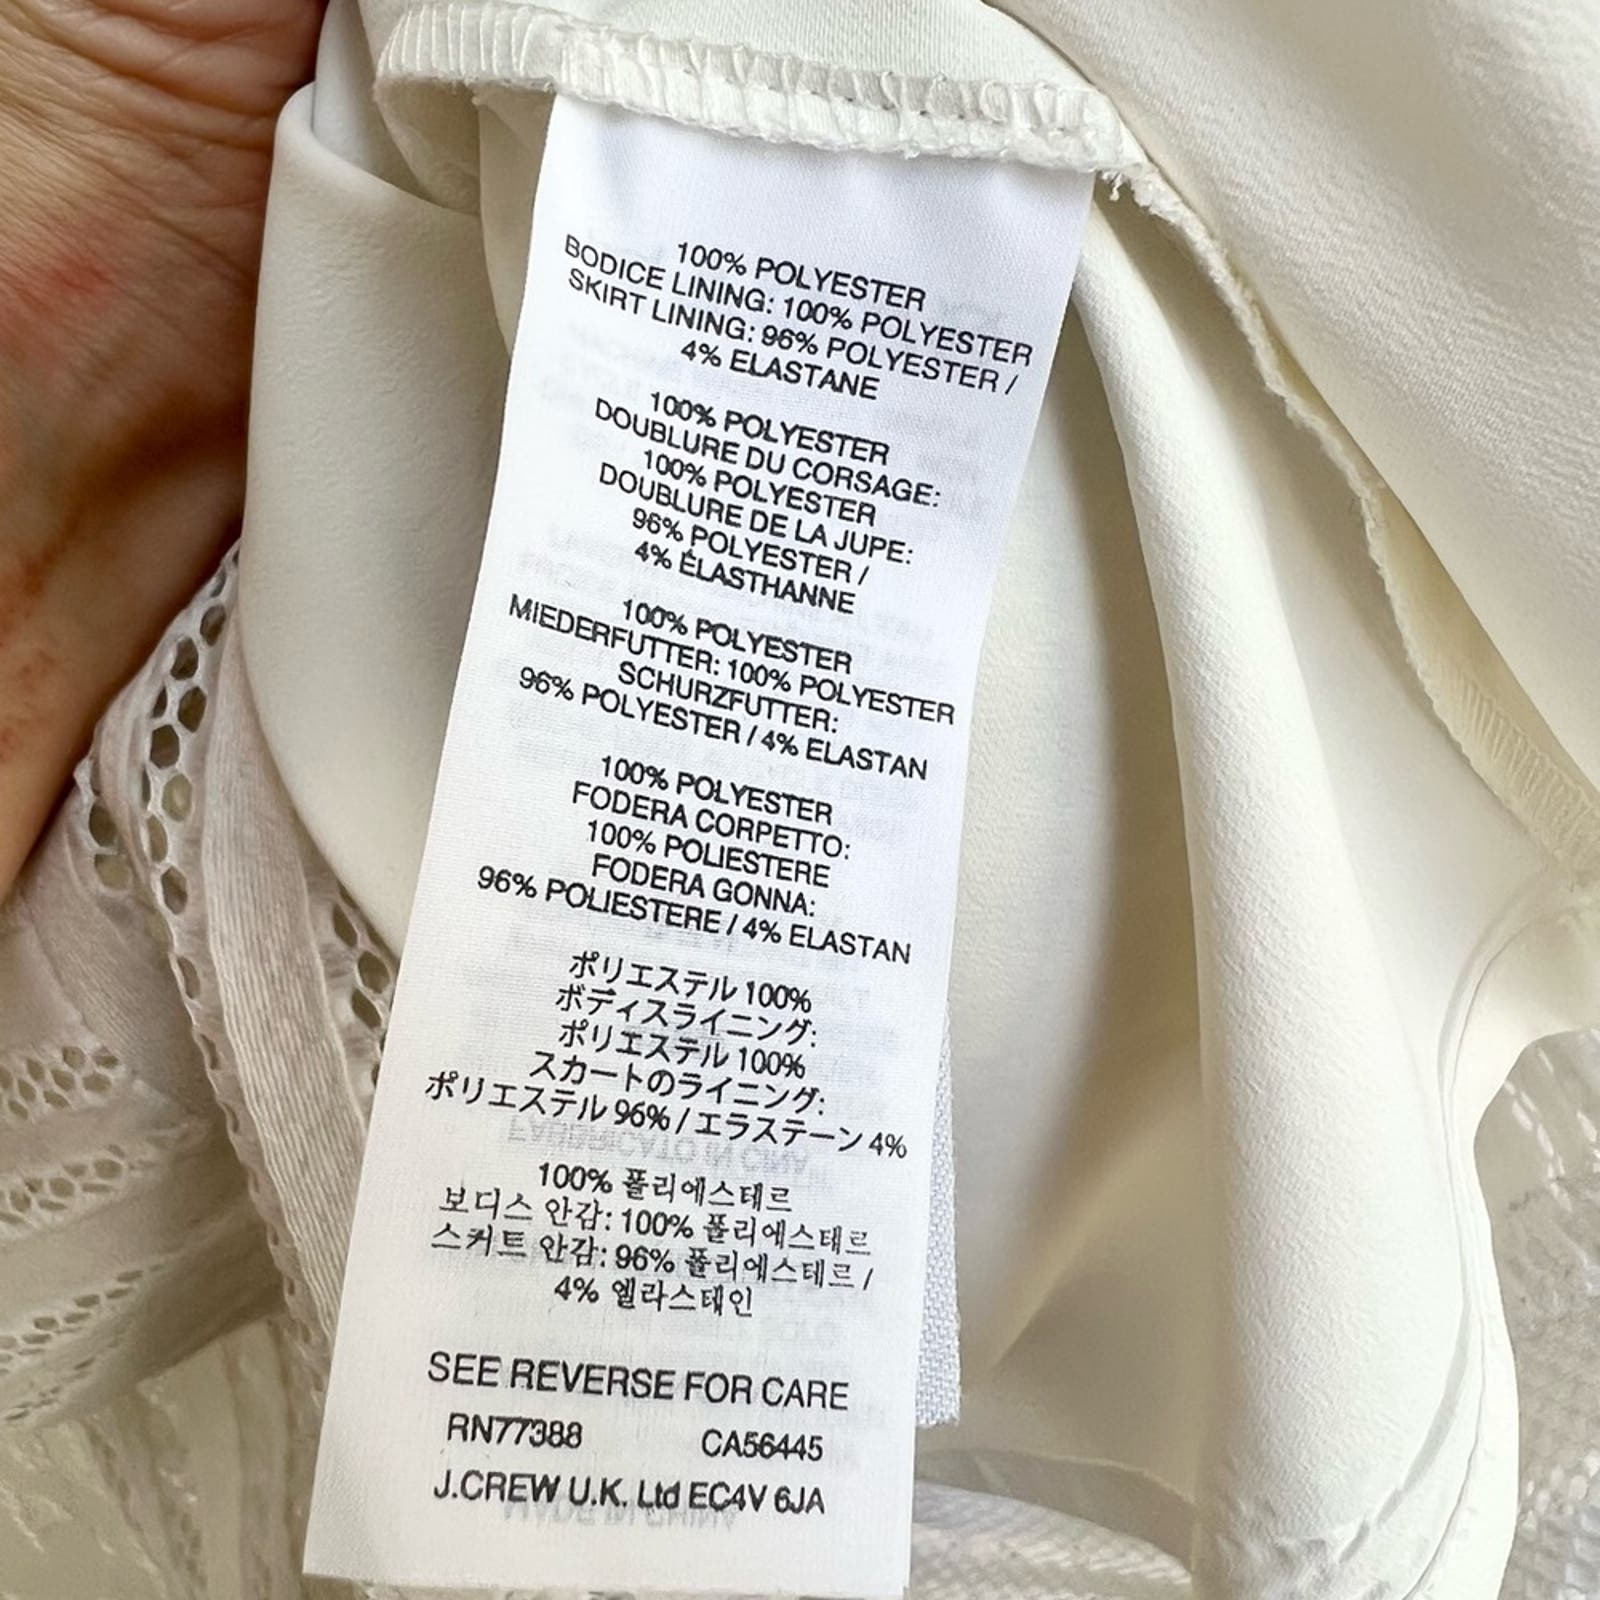 100% POLYESTER
BODICE LINING: 100% POLYESTER
SKIRT LINING: 96% POLYESTER /
4% ELASTANE
100% POLYESTER
DOUBLURE DU CORSAGE:
100% POLYESTER
DOUBLURE DE LA JUPE:
96% POLYESTER /
4% ÉLASTHANNE
100% POLYESTER
MIEDERFUTTER: 100% POLYESTER
SCHURZFUTTER:
96% POLYESTER / 4% ELASTAN
100% POLYESTER
FODERA CORPETTO:
100% POLIESTERE
FODERA GONNA:
96% POLIESTERE / 4% ELASTAN
ポリエステル 100%
ボディスライニング:
ポリエステル 100%
スカートのライニング:
ポリエステル 96% / エラステーン 4%
100% 폴리에스테르
보디스 안감: 100% 폴리에스테르
스커트 안감: 96% 폴리에스테르 /
4% 엘라스테인
SEE REVERSE FOR CARE
RN77388 CA56445
J.CREW U.K. Ltd EC4V 6JA